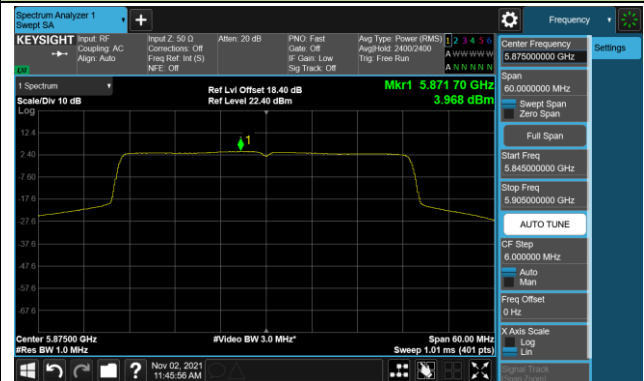 Spectrum Analyzer 1
Swept SA
Frequency
KEYSIGHT
Input: RF
Coupling: AC
Align: Auto
Input Z: 50 Ω
Corrections: Off
Freq Ref: Int (S)
NFE: Off
Atten: 20 dB
PNO: Fast
Gate: Off
IF Gain: Low
Sig Track: Off
Avg Type: Power (RMS)
Avg|Hold: 2400/2400
Trig: Free Run
1 2 3 4 5 6
A W W W W W
A N N N N N
LXI
1 Spectrum
Scale/Div 10 dB
Ref Lvl Offset 18.40 dB
Ref Level 22.40 dBm
Mkr1 5.871 70 GHz
3.968 dBm
Log
12.4
2.40
-7.60
-17.6
-27.6
-37.6
-47.6
-57.6
-67.6
1
Center 5.87500 GHz
#Res BW 1.0 MHz
#Video BW 3.0 MHz*
Span 60.00 MHz
Sweep 1.01 ms (401 pts)
Nov 02, 2021
11:45:56 AM
Center Frequency
5.875000000 GHz
Settings
Span
60.0000000 MHz
Swept Span
Zero Span
Full Span
Start Freq
5.845000000 GHz
Stop Freq
5.905000000 GHz
AUTO TUNE
CF Step
6.000000 MHz
Auto
Man
Freq Offset
0 Hz
X Axis Scale
Log
Lin
Signal Track
(Span Zoom)